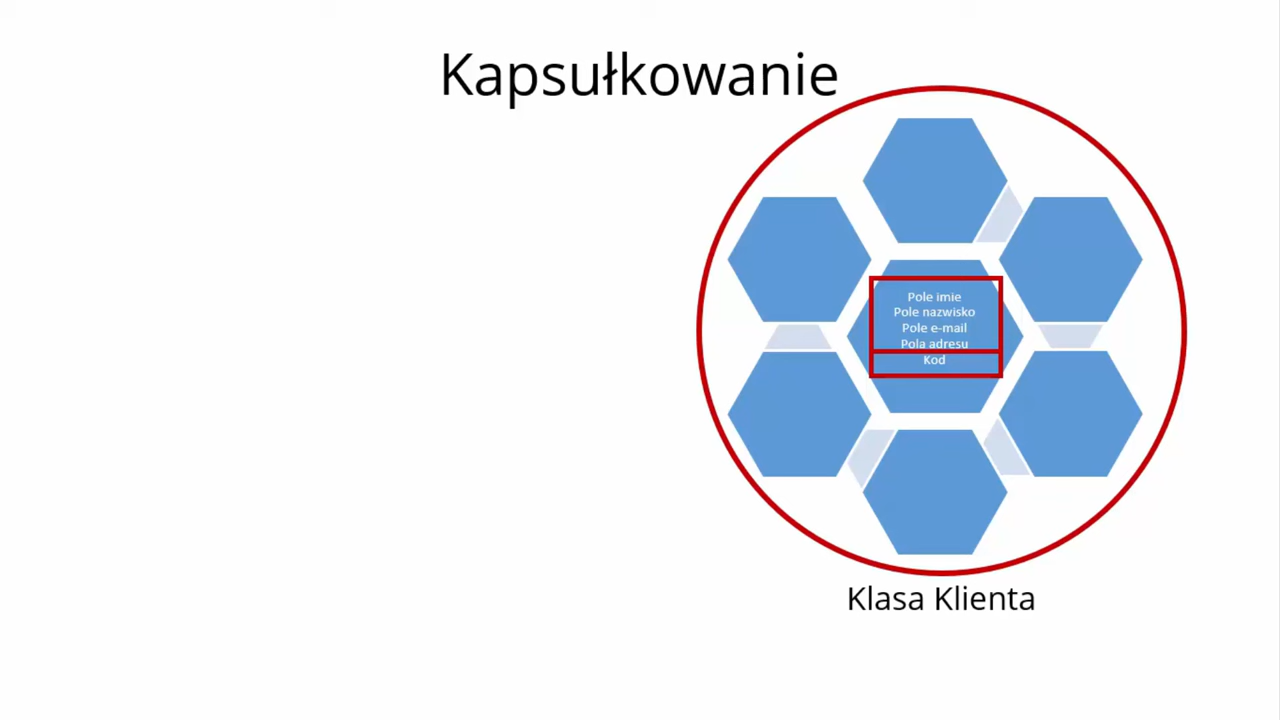 Kapsułkowanie
Pole imie
Pole nazwisko
Pole e-mail
Pola adresu
Kod
Klasa Klienta